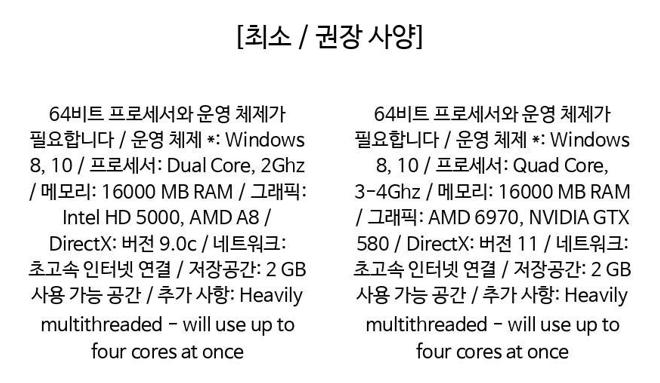 [최소 / 권장 사양]
64비트 프로세서와 운영 체제가
필요합니다 / 운영 체제 *: Windows
8, 10 / 프로세서: Dual Core, 2Ghz
/ 메모리: 16000 MB RAM / 그래픽:
Intel HD 5000, AMD A8 /
DirectX: 버전 9.0c / 네트워크:
초고속 인터넷 연결 / 저장공간: 2 GB
사용 가능 공간 / 추가 사항: Heavily
multithreaded - will use up to
four cores at once
64비트 프로세서와 운영 체제가
필요합니다 / 운영 체제 *: Windows
8, 10 / 프로세서: Quad Core,
3-4Ghz / 메모리: 16000 MB RAM
/ 그래픽: AMD 6970, NVIDIA GTX
580 / DirectX: 버전 11 / 네트워크:
초고속 인터넷 연결 / 저장공간: 2 GB
사용 가능 공간 / 추가 사항: Heavily
multithreaded - will use up to
four cores at once